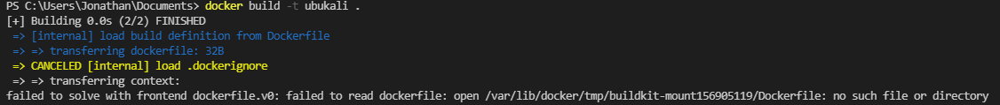 PS C:\Users\Jonathan\Documents> docker build -t ubukali .
[+] Building 0.0s (2/2) FINISHED
=> [internal] load build definition from Dockerfile
=> => transferring dockerfile: 32B
=> CANCELED [internal] load .dockerignore
=> => transferring context:
failed to solve with frontend dockerfile.v0: failed to read dockerfile: open /var/lib/docker/tmp/buildkit-mount156905119/Dockerfile: no such file or directory